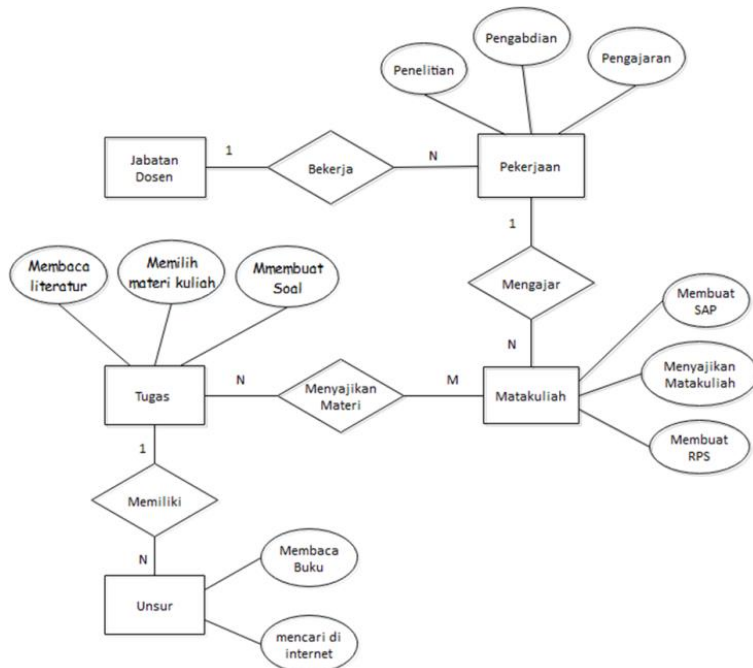 Pengabdian
Penelitian
Pengajaran
Jabatan
Dosen
1
Bekerja
N
Pekerjaan
1
Mengajar
N
Membaca
literatur
Memilih
materi kuliah
Mmembuat
Soal
Membuat
SAP
Menyajikan
Matakuliah
Membuat
RPS
Tugas
N
Menyajikan
Materi
M
Matakuliah
1
Memiliki
N
Unsur
Membaca
Buku
mencari di
internet